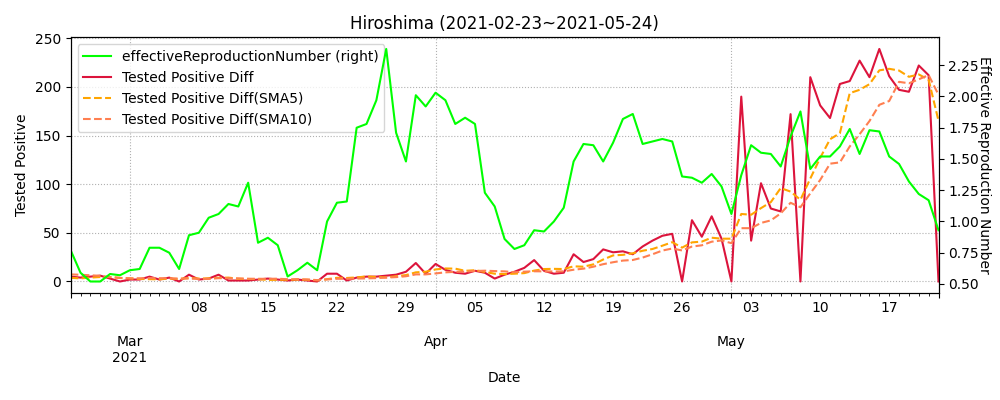 Hiroshima (2021-02-23~2021-05-24)
effectiveReproductionNumber (right)
Tested Positive Diff
Tested Positive Diff(SMA5)
Tested Positive Diff(SMA10)
Tested Positive
250
200
150
100
50
0
2.25
2.00
1.75
1.50
1.25
1.00
0.75
0.50
Effective Reproduction Number
08 15 22 29 05 12 19 26 03 10 17
Mar Apr May
2021
Date